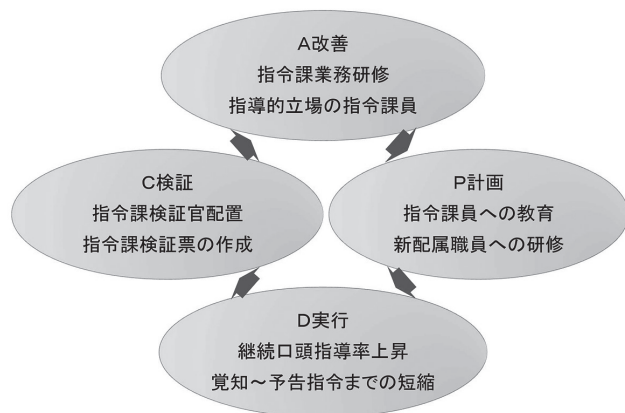 A改善
指令課業務研修
指導的立場の指令課員
C検証
指令課検証官配置
指令課検証票の作成
P計画
指令課員への教育
新配属職員への研修
D実行
継続口頭指導率上昇
覚知～予告指令までの短縮